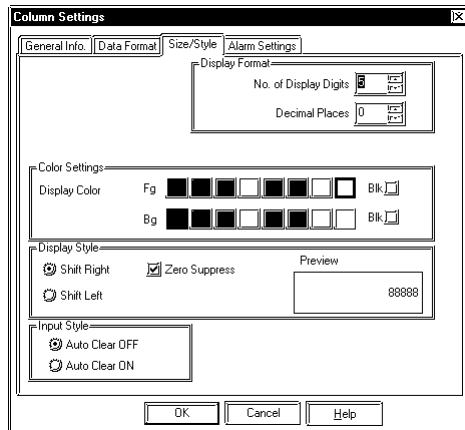 Column Settings
General Info. Data Format Size/Style Alarm Settings
Display Format
No. of Display Digits 5
Decimal Places 0
Color Settings
Display Color Fg Blk
Bg Blk
Display Style
Shift Right Zero Suppress Preview
Shift Left 88888
Input Style
Auto Clear OFF
Auto Clear ON
OK Cancel Help